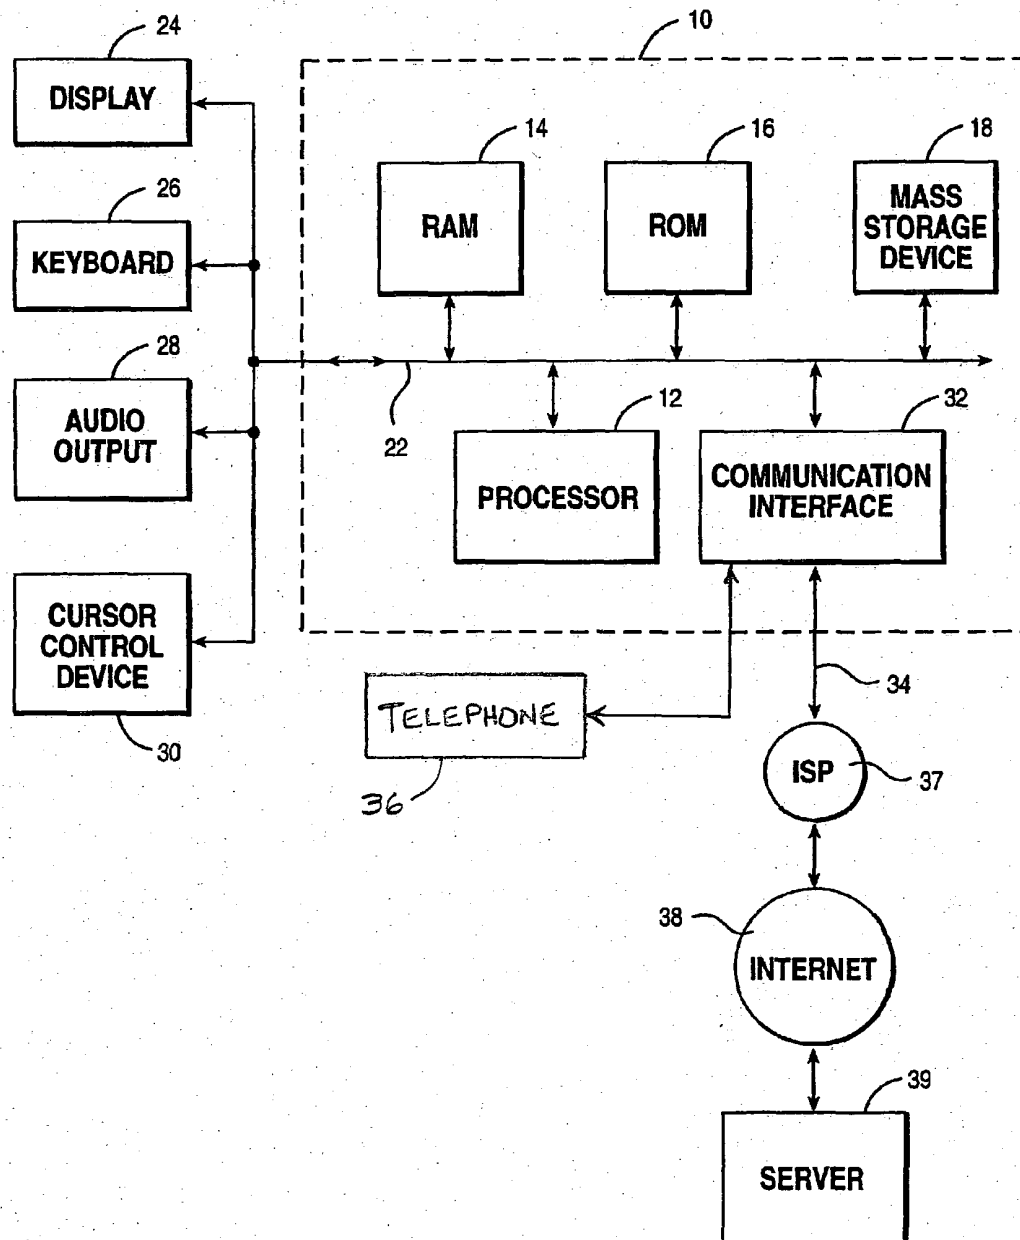 24
10
DISPLAY
14
16
18
RAM
ROM
MASS
STORAGE
DEVICE
26
KEYBOARD
28
AUDIO
OUTPUT
22
12
32
PROCESSOR
COMMUNICATION
INTERFACE
CURSOR
CONTROL
DEVICE
30
TELEPHONE
36
34
ISP
37
38
INTERNET
39
SERVER